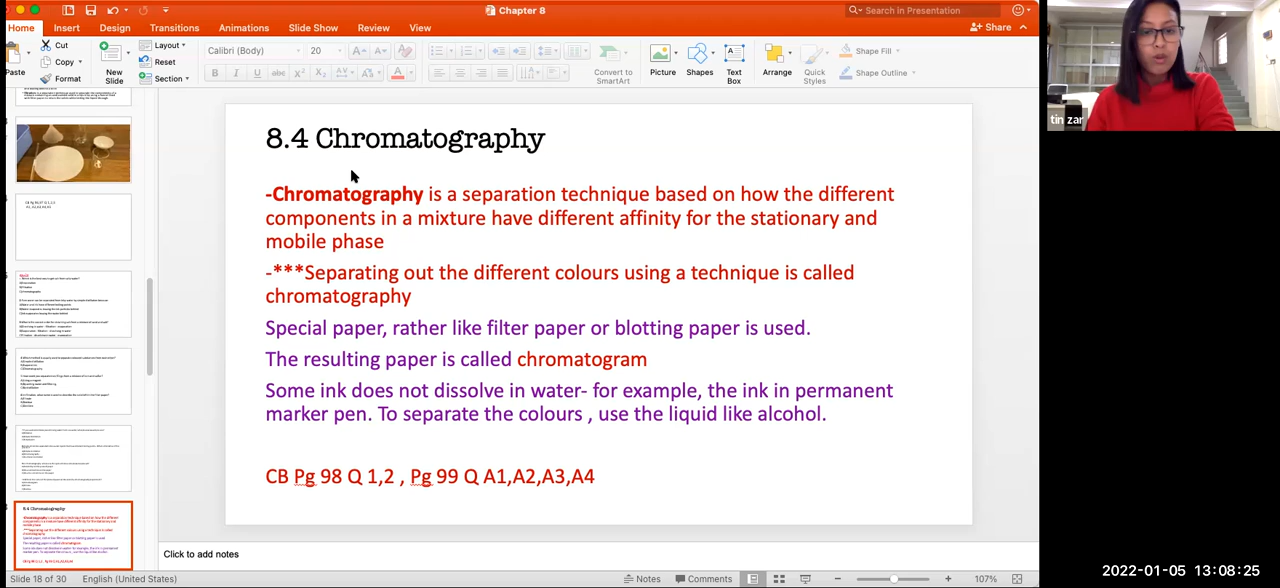 Chapter 8
Search in Presentation
Home Insert Design Transitions Animations Slide Show Review View
Share
Cut
Copy
Format
Paste
New Slide
Layout
Reset
Section
Calibri (Body) 20
Convert to SmartArt
Picture Shapes Text Box Arrange Quick Styles
Shape Fill
Shape Outline
tin zar
8.4 Chromatography
-Chromatography is a separation technique based on how the different
components in a mixture have different affinity for the stationary and
mobile phase
-***Separating out the different colours using a technique is called
chromatography
Special paper, rather like filter paper or blotting paper is used.
The resulting paper is called chromatogram
Some ink does not dissolve in water- for example, the ink in permanent
marker pen. To separate the colours , use the liquid like alcohol.
CB Pg 98 Q 1,2 , Pg 99 Q A1,A2,A3,A4
Click to add notes
Slide 18 of 30 English (United States) Notes Comments 107%
2022-01-05 13:08:25